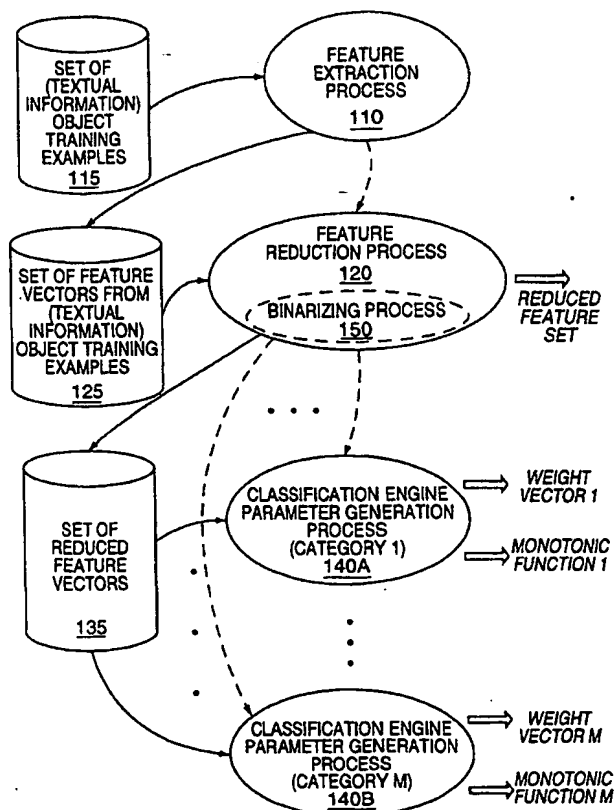 SET OF
(TEXTUAL
INFORMATION)
OBJECT
TRAINING
EXAMPLES
115
FEATURE
EXTRACTION
PROCESS
110
SET OF FEATURE
VECTORS FROM
(TEXTUAL
INFORMATION)
OBJECT TRAINING
EXAMPLES
125
FEATURE
REDUCTION PROCESS
120
BINARIZING PROCESS
150
REDUCED
FEATURE
SET
SET OF
REDUCED
FEATURE
VECTORS
135
CLASSIFICATION ENGINE
PARAMETER GENERATION
PROCESS
(CATEGORY 1)
140A
WEIGHT
VECTOR 1
MONOTONIC
FUNCTION 1
CLASSIFICATION ENGINE
PARAMETER GENERATION
PROCESS
(CATEGORY M)
140B
WEIGHT
VECTOR M
MONOTONIC
FUNCTION M